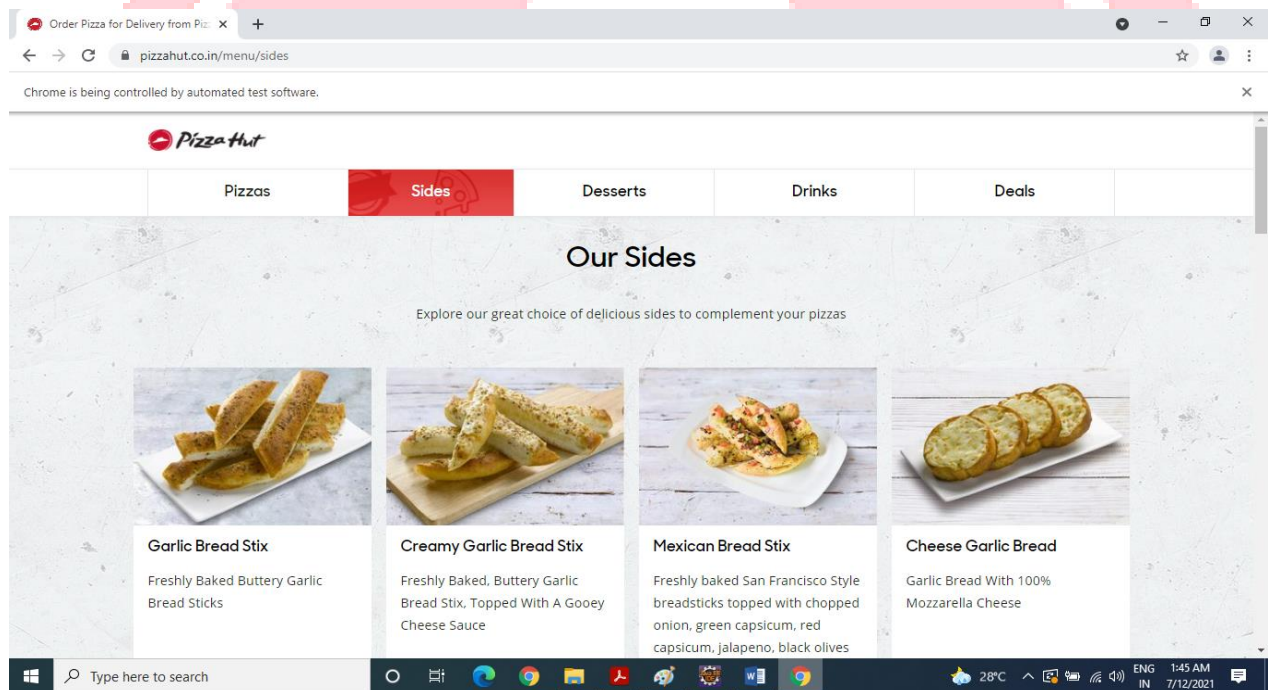 Order Pizza for Delivery from Piz
pizzahut.co.in/menu/sides
Chrome is being controlled by automated test software.
Pizza Hut
Pizzas Sides Desserts Drinks Deals
Our Sides
Explore our great choice of delicious sides to complement your pizzas
Garlic Bread Stix
Freshly Baked Buttery Garlic
Bread Sticks
Creamy Garlic Bread Stix
Freshly Baked, Buttery Garlic
Bread Stix, Topped With A Gooey
Cheese Sauce
Mexican Bread Stix
Freshly baked San Francisco Style
breadsticks topped with chopped
onion, green capsicum, red
capsicum, jalapeno, black olives
Cheese Garlic Bread
Garlic Bread With 100%
Mozzarella Cheese
Type here to search
28°C
ENG
IN
1:45 AM
7/12/2021